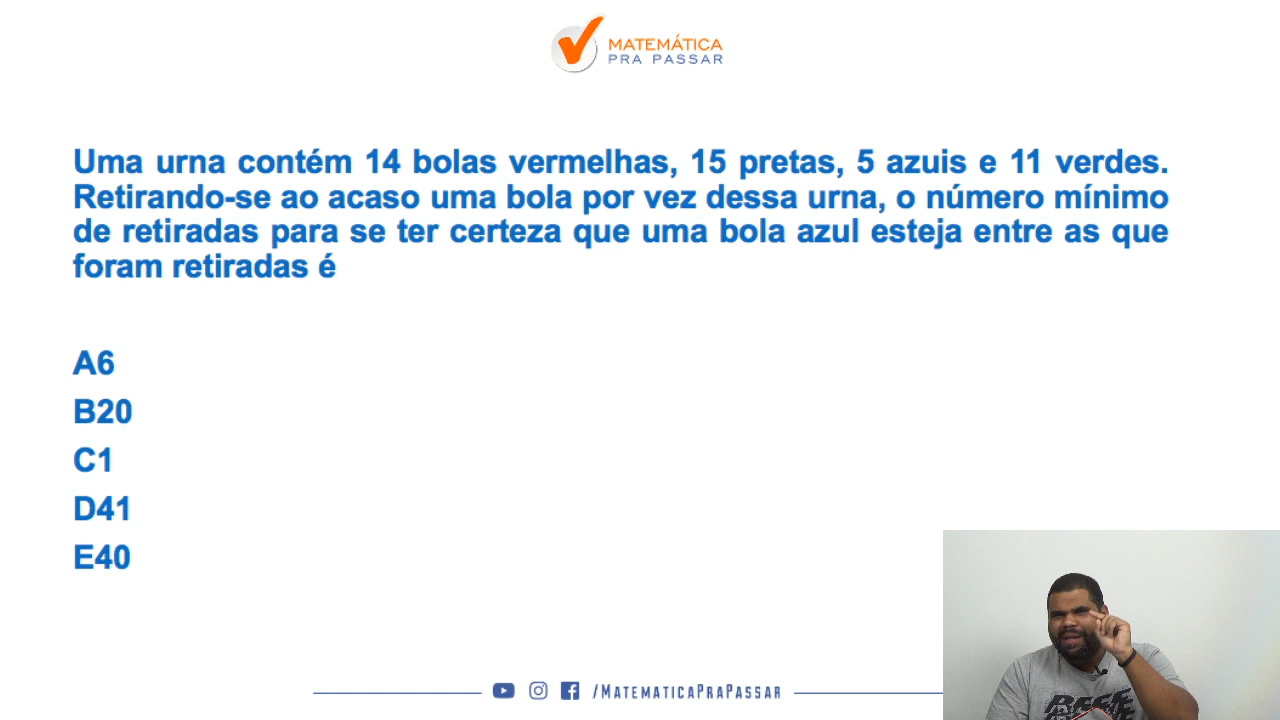 MATEMÁTICA
PRA PASSAR
Uma urna contém 14 bolas vermelhas, 15 pretas, 5 azuis e 11 verdes.
Retirando-se ao acaso uma bola por vez dessa urna, o número mínimo
de retiradas para se ter certeza que uma bola azul esteja entre as que
foram retiradas é
A6
B20
C1
D41
E40
/MATEMATICAPRAPASSAR